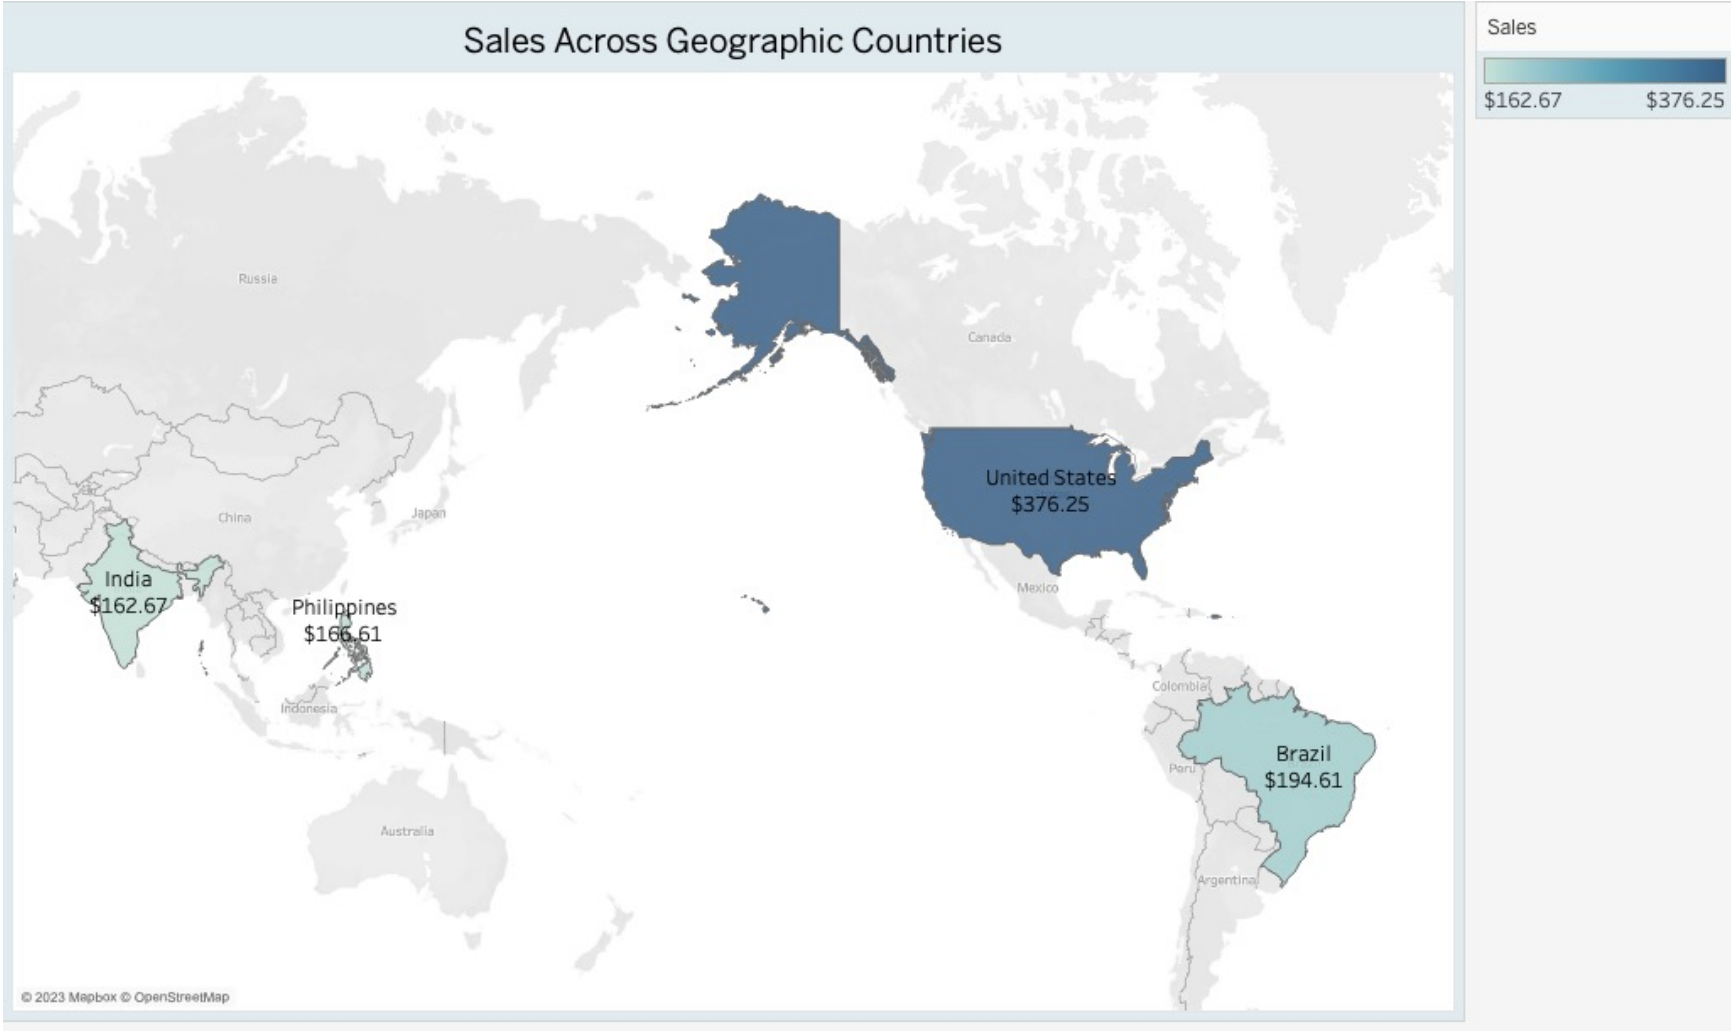 Sales Across Geographic Countries
Sales
$162.67 $376.25
Russia
Canada
United States
$376.25
China
Japan
India
$162.67
Philippines
$166.61
Mexico
Indonesia
Colombia
Brazil
$194.61
Peru
Australia
Argentina
© 2023 Mapbox © OpenStreetMap